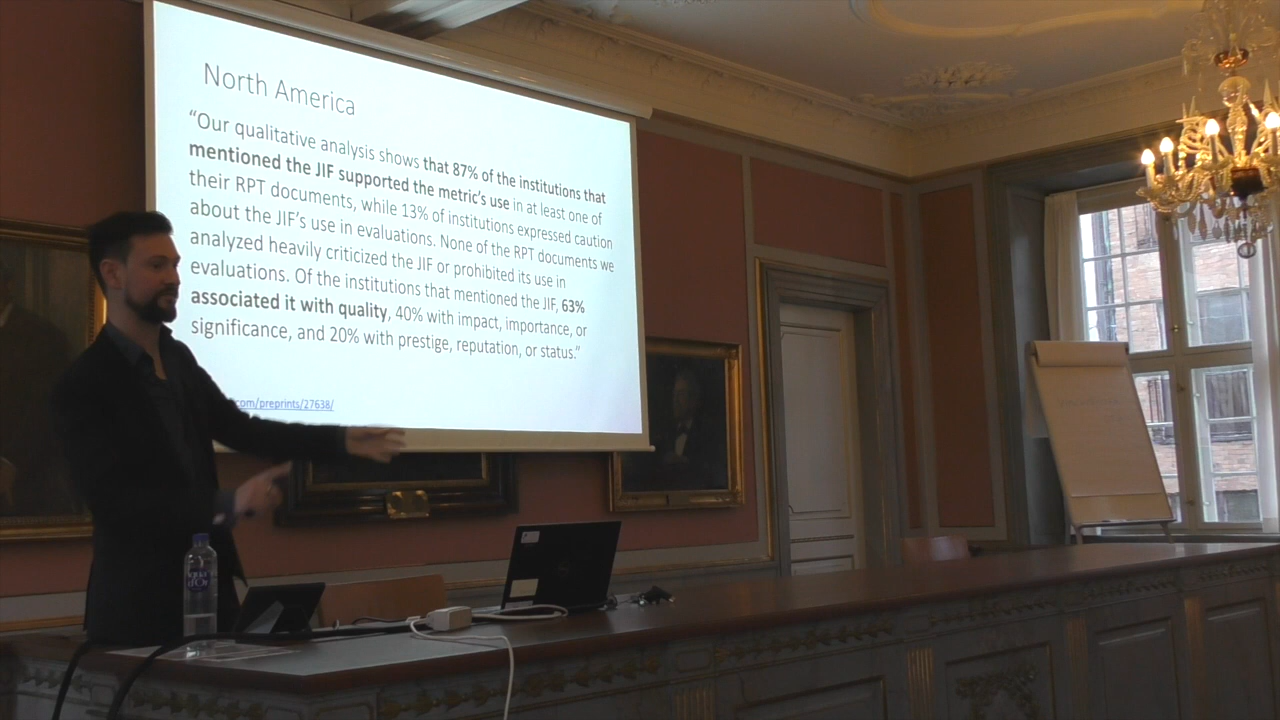 North America
“Our qualitative analysis shows that 87% of the institutions that
mentioned the JIF supported the metric’s use in at least one of
their RPT documents, while 13% of institutions expressed caution
about the JIF’s use in evaluations. None of the RPT documents we
analyzed heavily criticized the JIF or prohibited its use in
evaluations. Of the institutions that mentioned the JIF, 63%
associated it with quality, 40% with impact, importance, or
significance, and 20% with prestige, reputation, or status.”
com/preprints/27638/
aqua
d'Or